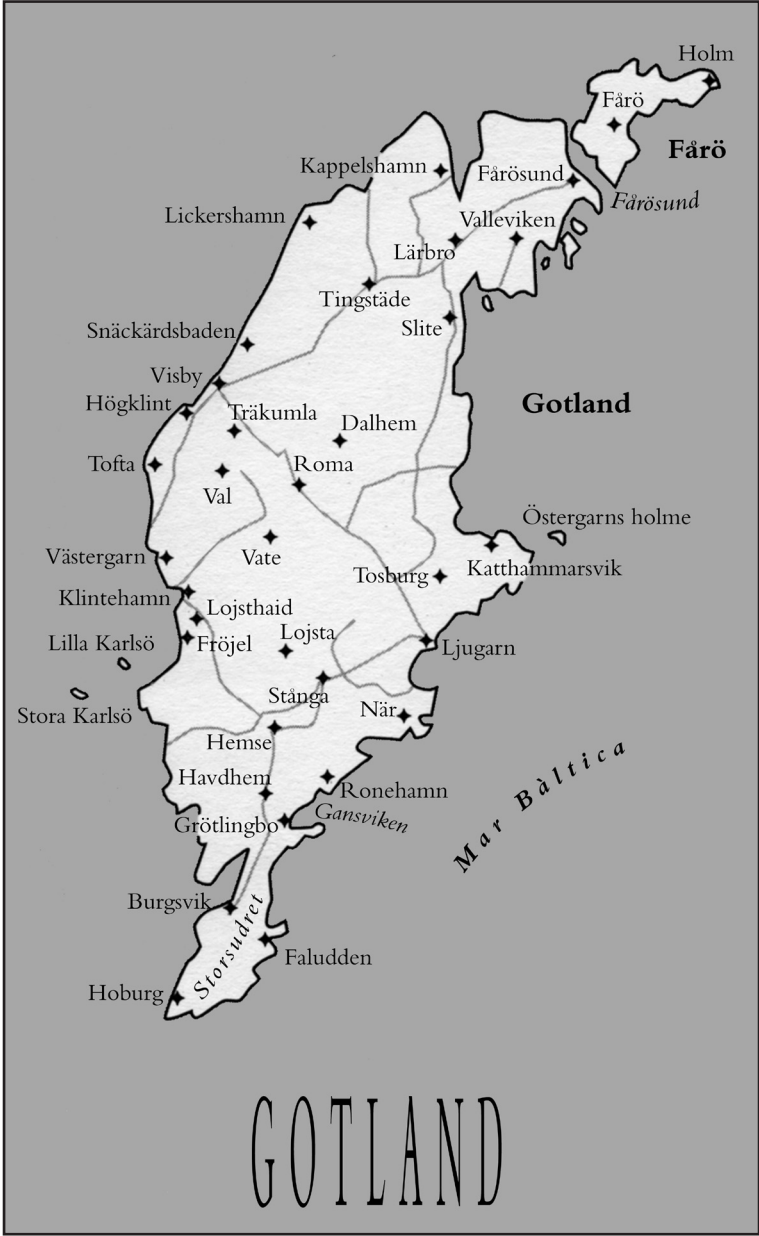 Holm
Fårö
Fårö
Kappelshamn
Fårösund
Fårösund
Lickershamn
Valleviken
Lärbro
Tingstäde
Slite
Snäckärdsbaden
Visby
Högklint
Gotland
Träkumla
Dalhem
Tofta
Roma
Val
Östergarns holme
Västergarn
Vate
Katthammarsvik
Tosburg
Klintehamn
Lojsthaid
Lojsta
Lilla Karlsö
Fröjel
Ljugarn
Stånga
Stora Karlsö
När
Hemse
Havdhem
Ronehamn
Mar Bàltica
Grötlingbo
Gansviken
Burgsvik
Storsudret
Faludden
Hoburg
GOTLAND